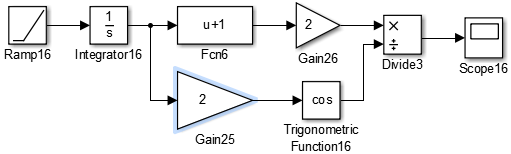 1
s
u+1
2
×
÷
Ramp16
Integrator16
Fcn6
Gain26
Divide3
Scope16
2
cos
Gain25
Trigonometric
Function16